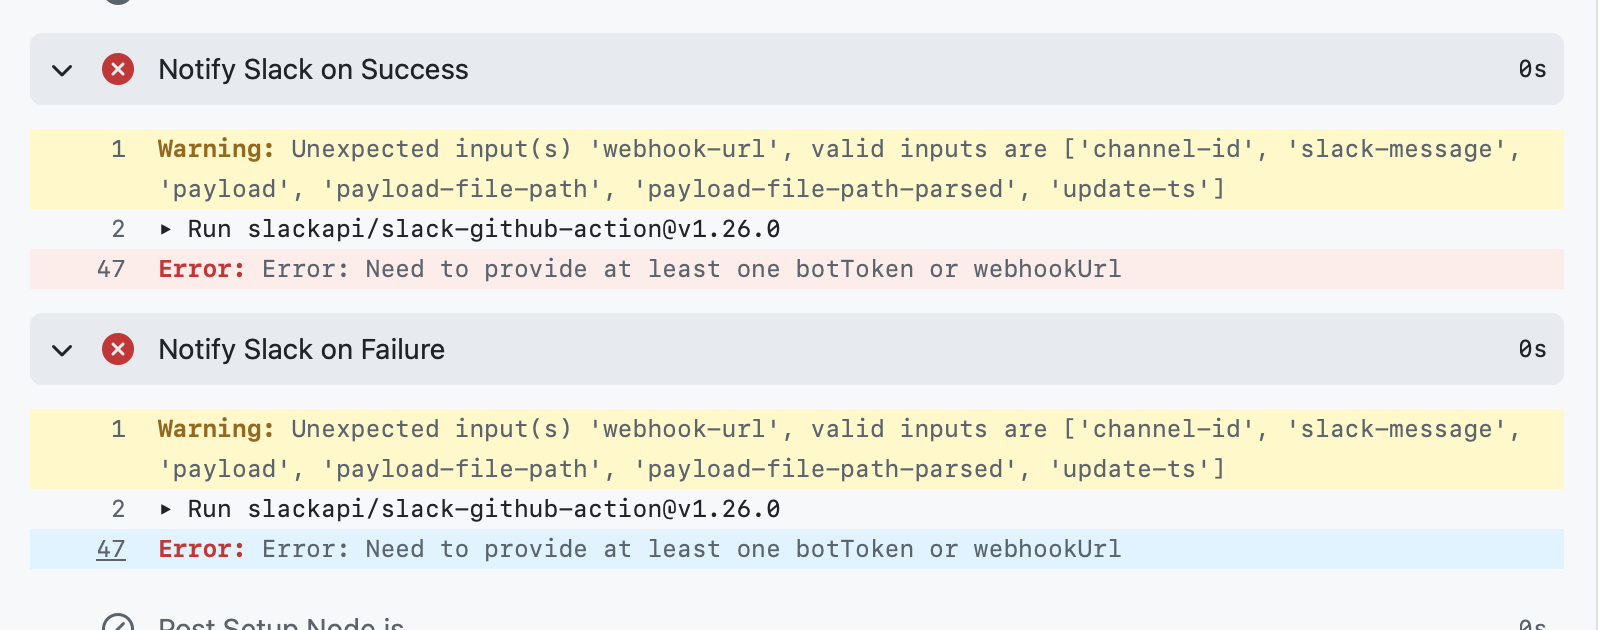 Notify Slack on Success
0s
1 Warning: Unexpected input(s) 'webhook-url', valid inputs are ['channel-id', 'slack-message',
'payload', 'payload-file-path', 'payload-file-path-parsed', 'update-ts']
2 ▸ Run slackapi/slack-github-action@v1.26.0
47 Error: Error: Need to provide at least one botToken or webhookUrl
Notify Slack on Failure
0s
1 Warning: Unexpected input(s) 'webhook-url', valid inputs are ['channel-id', 'slack-message',
'payload', 'payload-file-path', 'payload-file-path-parsed', 'update-ts']
2 ▸ Run slackapi/slack-github-action@v1.26.0
47 Error: Error: Need to provide at least one botToken or webhookUrl
Post Setup Node.js
0s